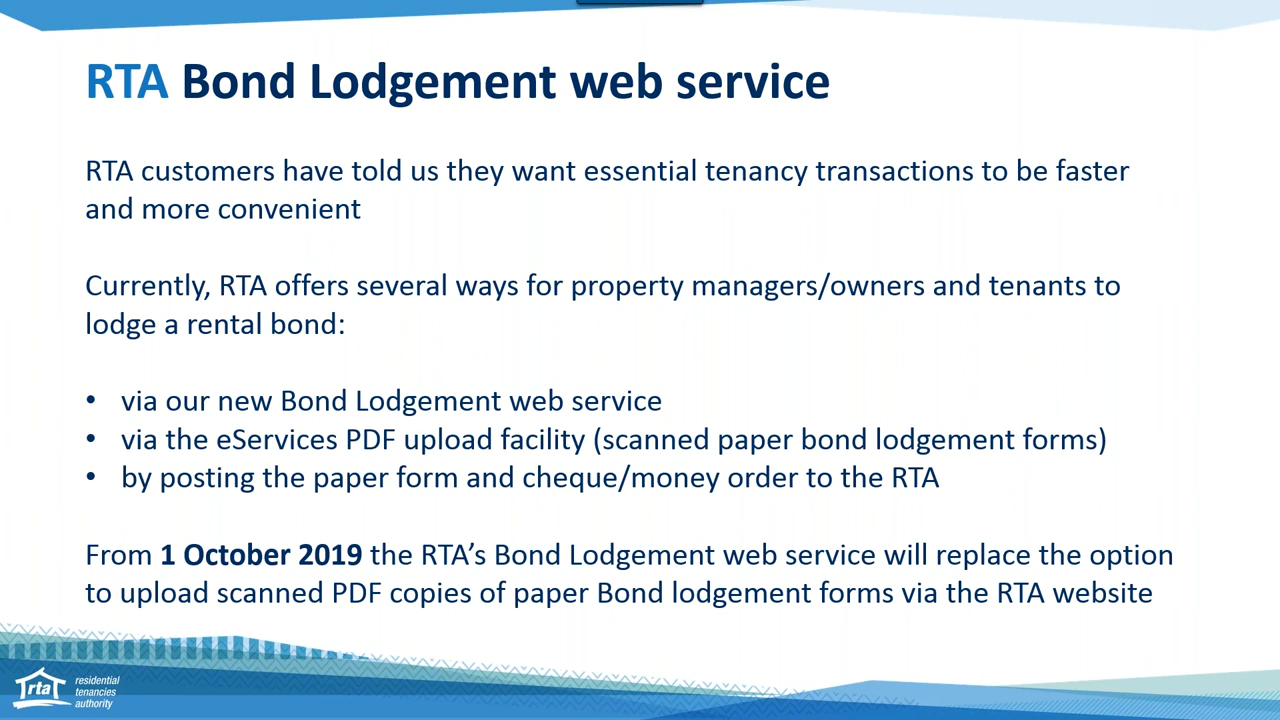 RTA Bond Lodgement web service
RTA customers have told us they want essential tenancy transactions to be faster
and more convenient
Currently, RTA offers several ways for property managers/owners and tenants to
lodge a rental bond:
• via our new Bond Lodgement web service
• via the eServices PDF upload facility (scanned paper bond lodgement forms)
• by posting the paper form and cheque/money order to the RTA
From 1 October 2019 the RTA’s Bond Lodgement web service will replace the option
to upload scanned PDF copies of paper Bond lodgement forms via the RTA website
rta
residential
tenancies
authority